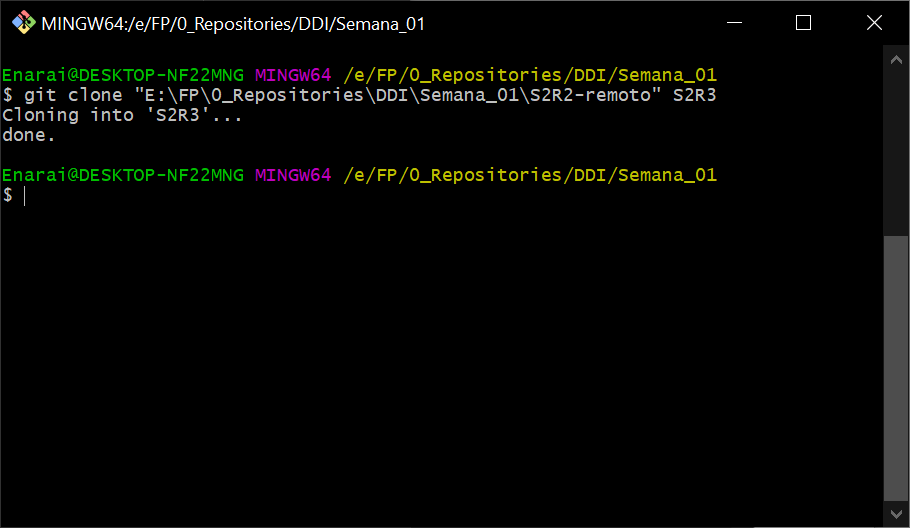 MINGW64:/e/FP/0_Repositories/DDI/Semana_01
Enarai@DESKTOP-NF22MNG MINGW64 /e/FP/0_Repositories/DDI/Semana_01
$ git clone "E:\FP\0_Repositories\DDI\Semana_01\S2R2-remoto" S2R3
Cloning into 'S2R3'...
done.
Enarai@DESKTOP-NF22MNG MINGW64 /e/FP/0_Repositories/DDI/Semana_01
$